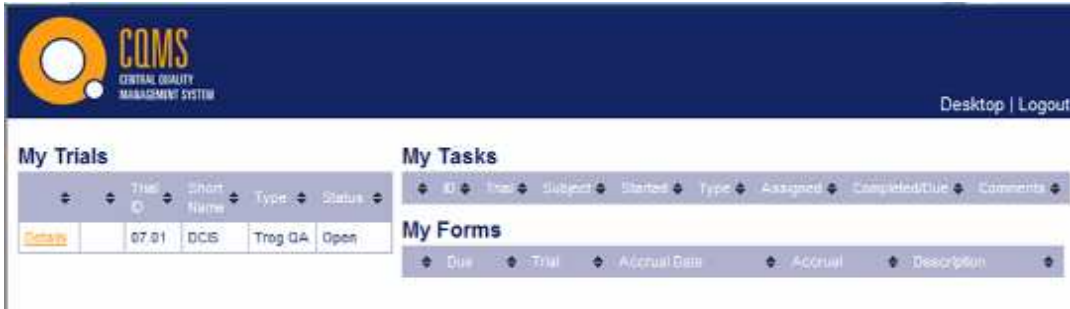 CQMS
CENTRAL QUALITY
MANAGEMENT SYSTEM
Desktop | Logout
My Trials
Trial ID Short Name Type Status
Details 07.01 DCIS Trog QA Open
My Tasks
ID Trial Subject Started Type Assigned Completed/Due Comments
My Forms
Due Trial Accrual Date Accrual Description